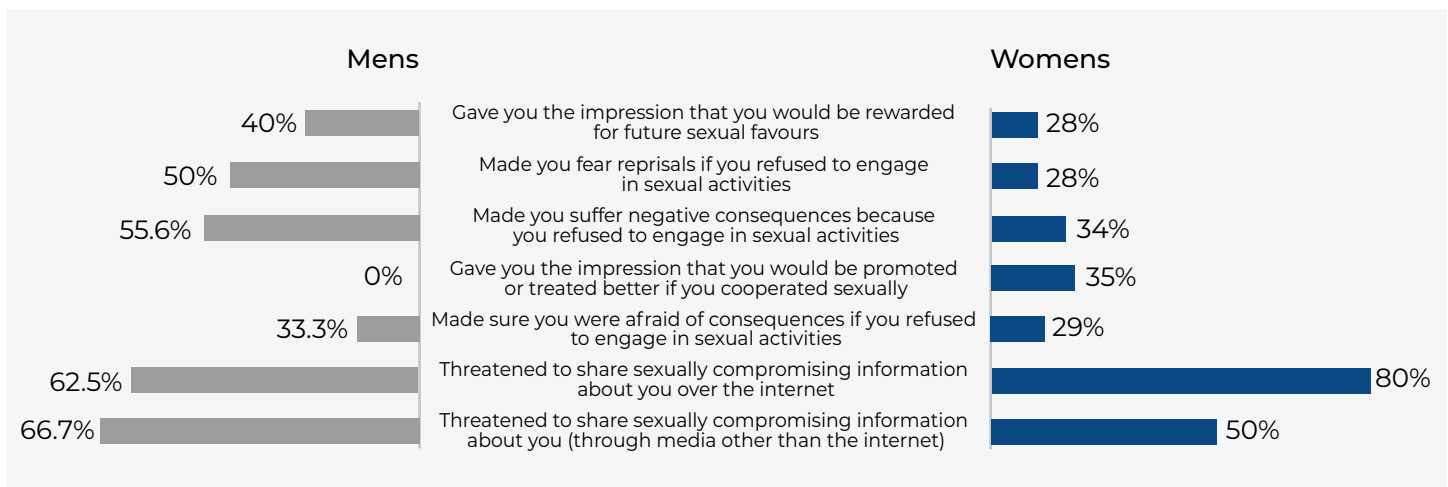 Mens
Womens
40%
Gave you the impression that you would be rewarded
for future sexual favours
28%
50%
Made you fear reprisals if you refused to engage
in sexual activities
28%
55.6%
Made you suffer negative consequences because
you refused to engage in sexual activities
34%
0%
Gave you the impression that you would be promoted
or treated better if you cooperated sexually
35%
33.3%
Made sure you were afraid of consequences if you refused
to engage in sexual activities
29%
62.5%
Threatened to share sexually compromising information
about you over the internet
80%
66.7%
Threatened to share sexually compromising information
about you (through media other than the internet)
50%